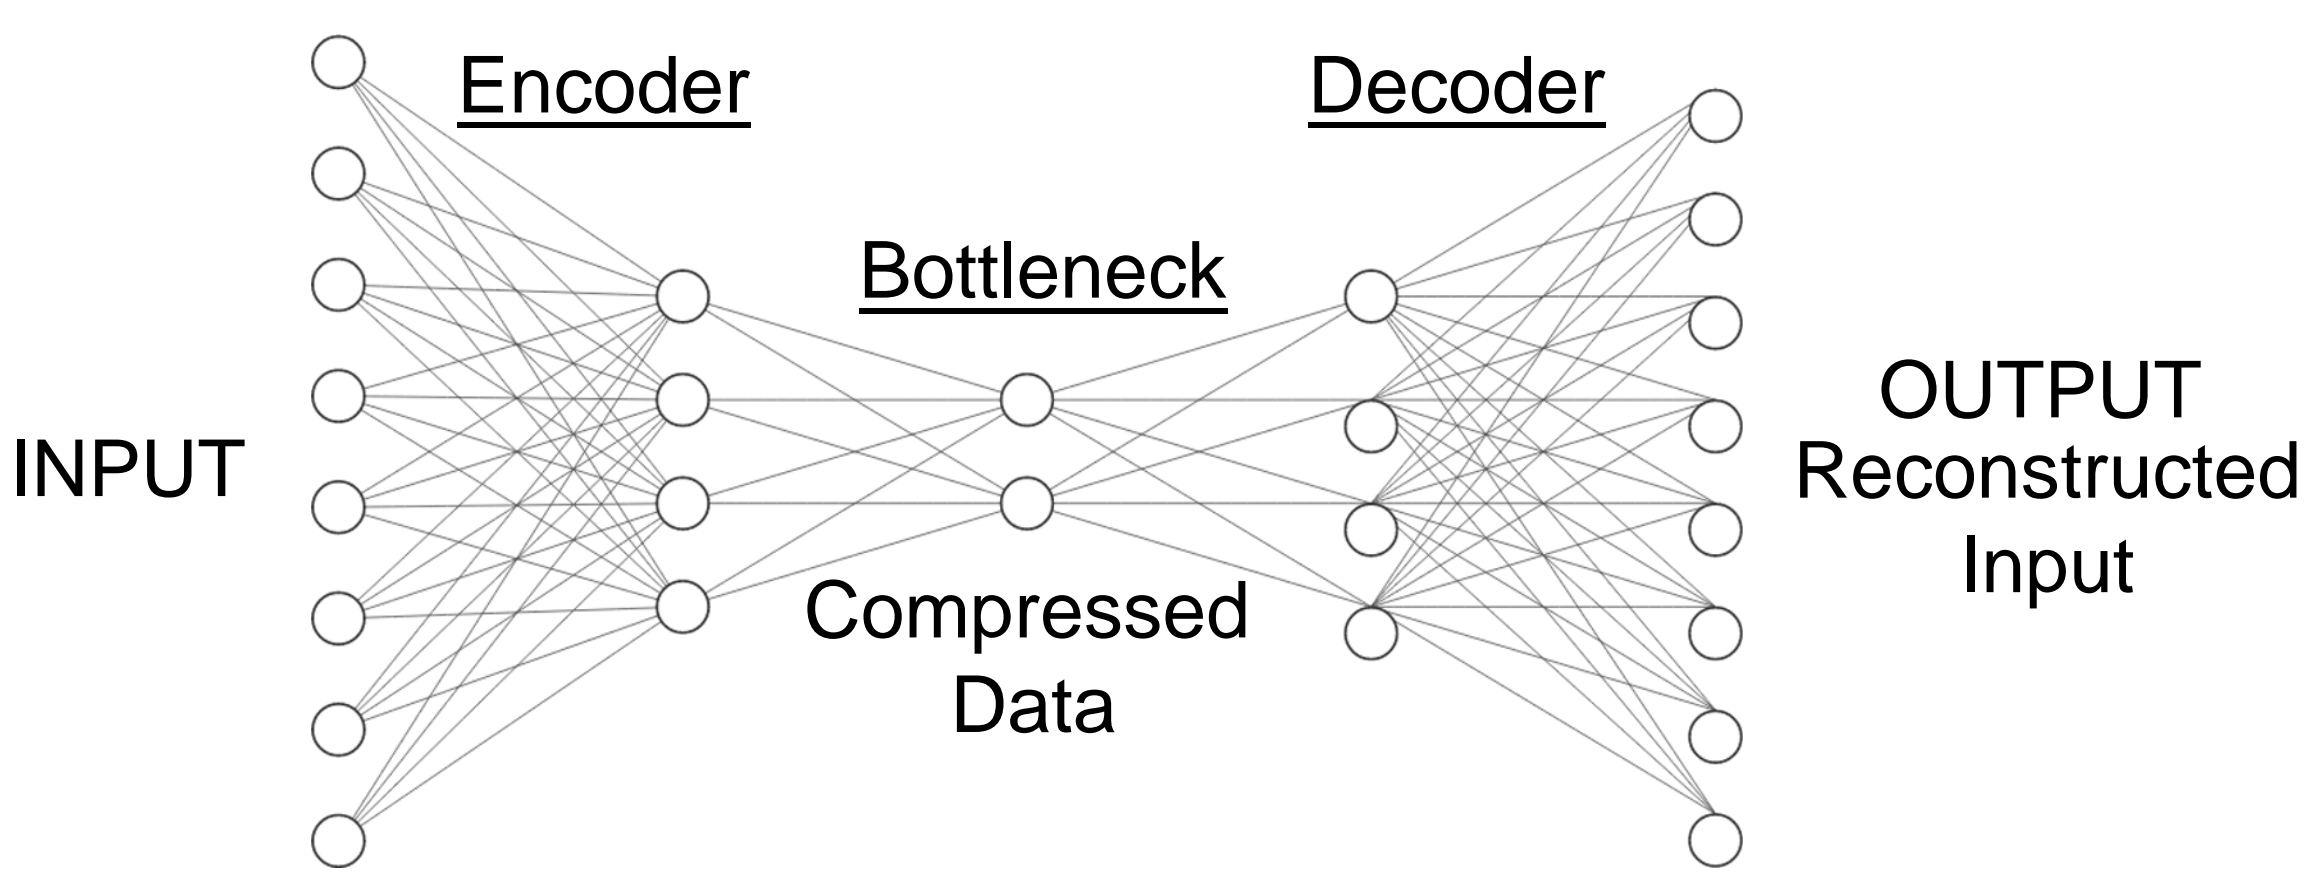 Encoder
Decoder
Bottleneck
INPUT
Compressed
Data
OUTPUT
Reconstructed
Input